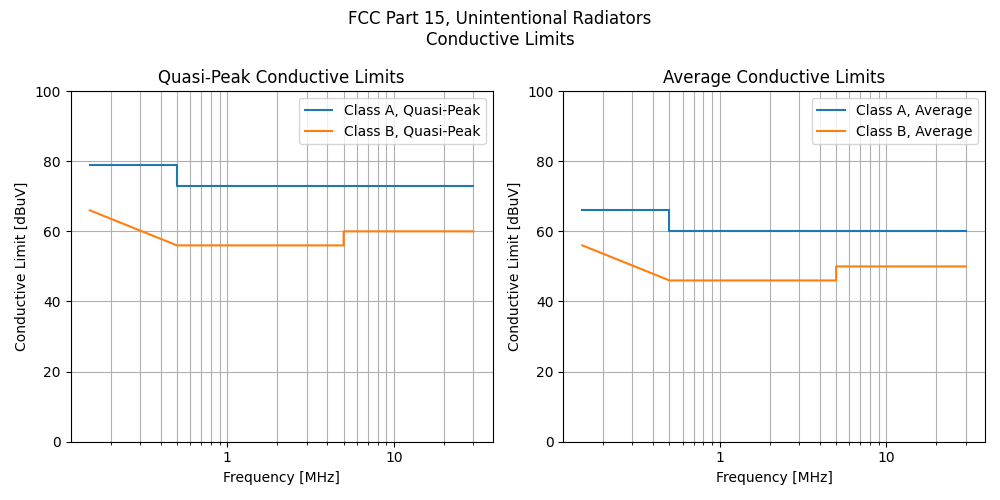 FCC Part 15, Unintentional Radiators
Conductive Limits
Quasi-Peak Conductive Limits
100
80
60
40
20
0
Conductive Limit [dBuV]
Class A, Quasi-Peak
Class B, Quasi-Peak
1
10
Frequency [MHz]
Average Conductive Limits
100
80
60
40
20
0
Conductive Limit [dBuV]
Class A, Average
Class B, Average
1
10
Frequency [MHz]